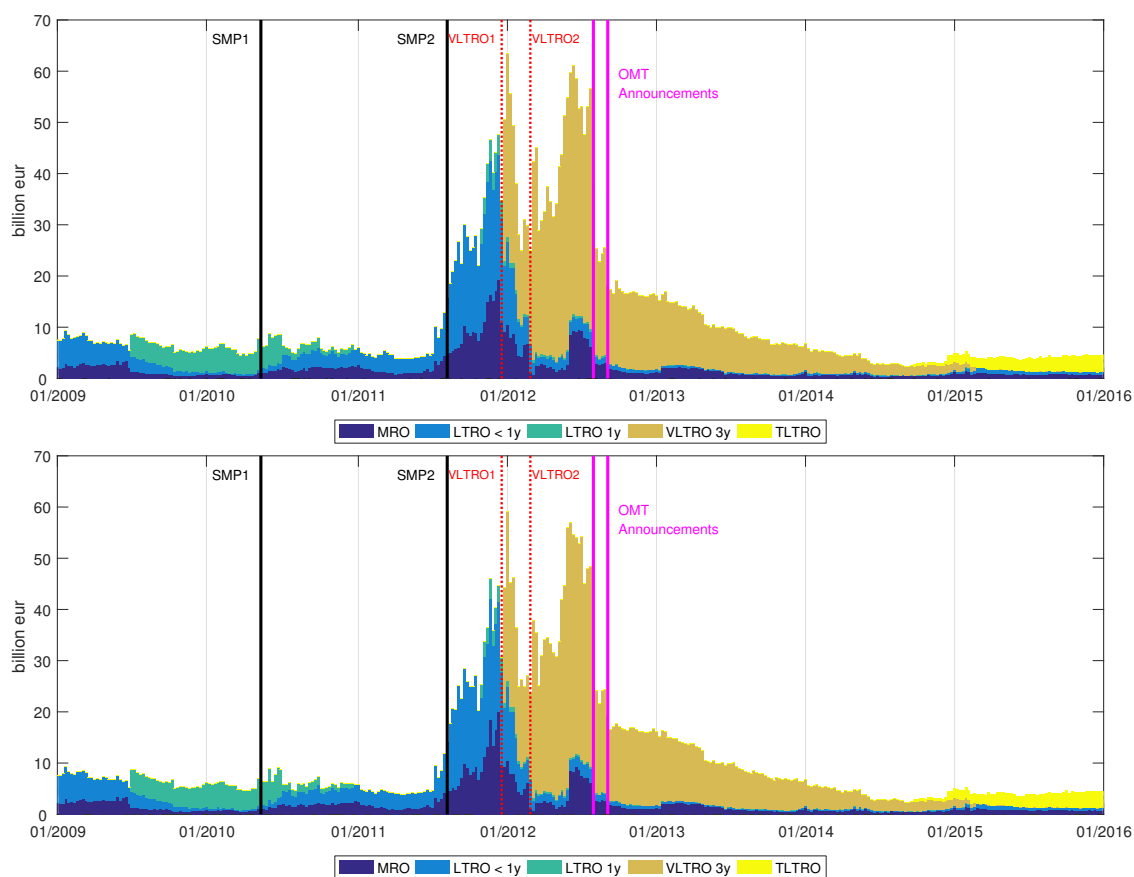 70
60
50
40
30
20
10
0
billion eur
SMP1
SMP2
VLTRO1
VLTRO2
OMT
Announcements
01/2009
01/2010
01/2011
01/2012
01/2013
01/2014
01/2015
01/2016
MRO
LTRO < 1y
LTRO 1y
VLTRO 3y
TLTRO
70
60
50
40
30
20
10
0
billion eur
SMP1
SMP2
VLTRO1
VLTRO2
OMT
Announcements
01/2009
01/2010
01/2011
01/2012
01/2013
01/2014
01/2015
01/2016
MRO
LTRO < 1y
LTRO 1y
VLTRO 3y
TLTRO